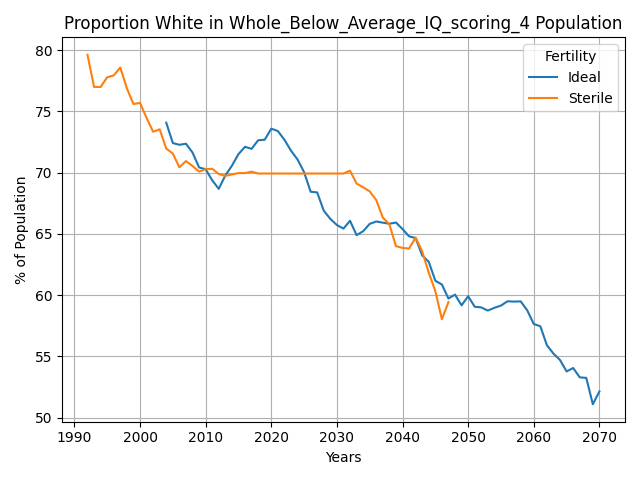 Proportion White in Whole_Below_Average_IQ_scoring_4 Population
80
75
70
65
60
55
50
% of Population
Fertility
Ideal
Sterile
1990 2000 2010 2020 2030 2040 2050 2060 2070
Years